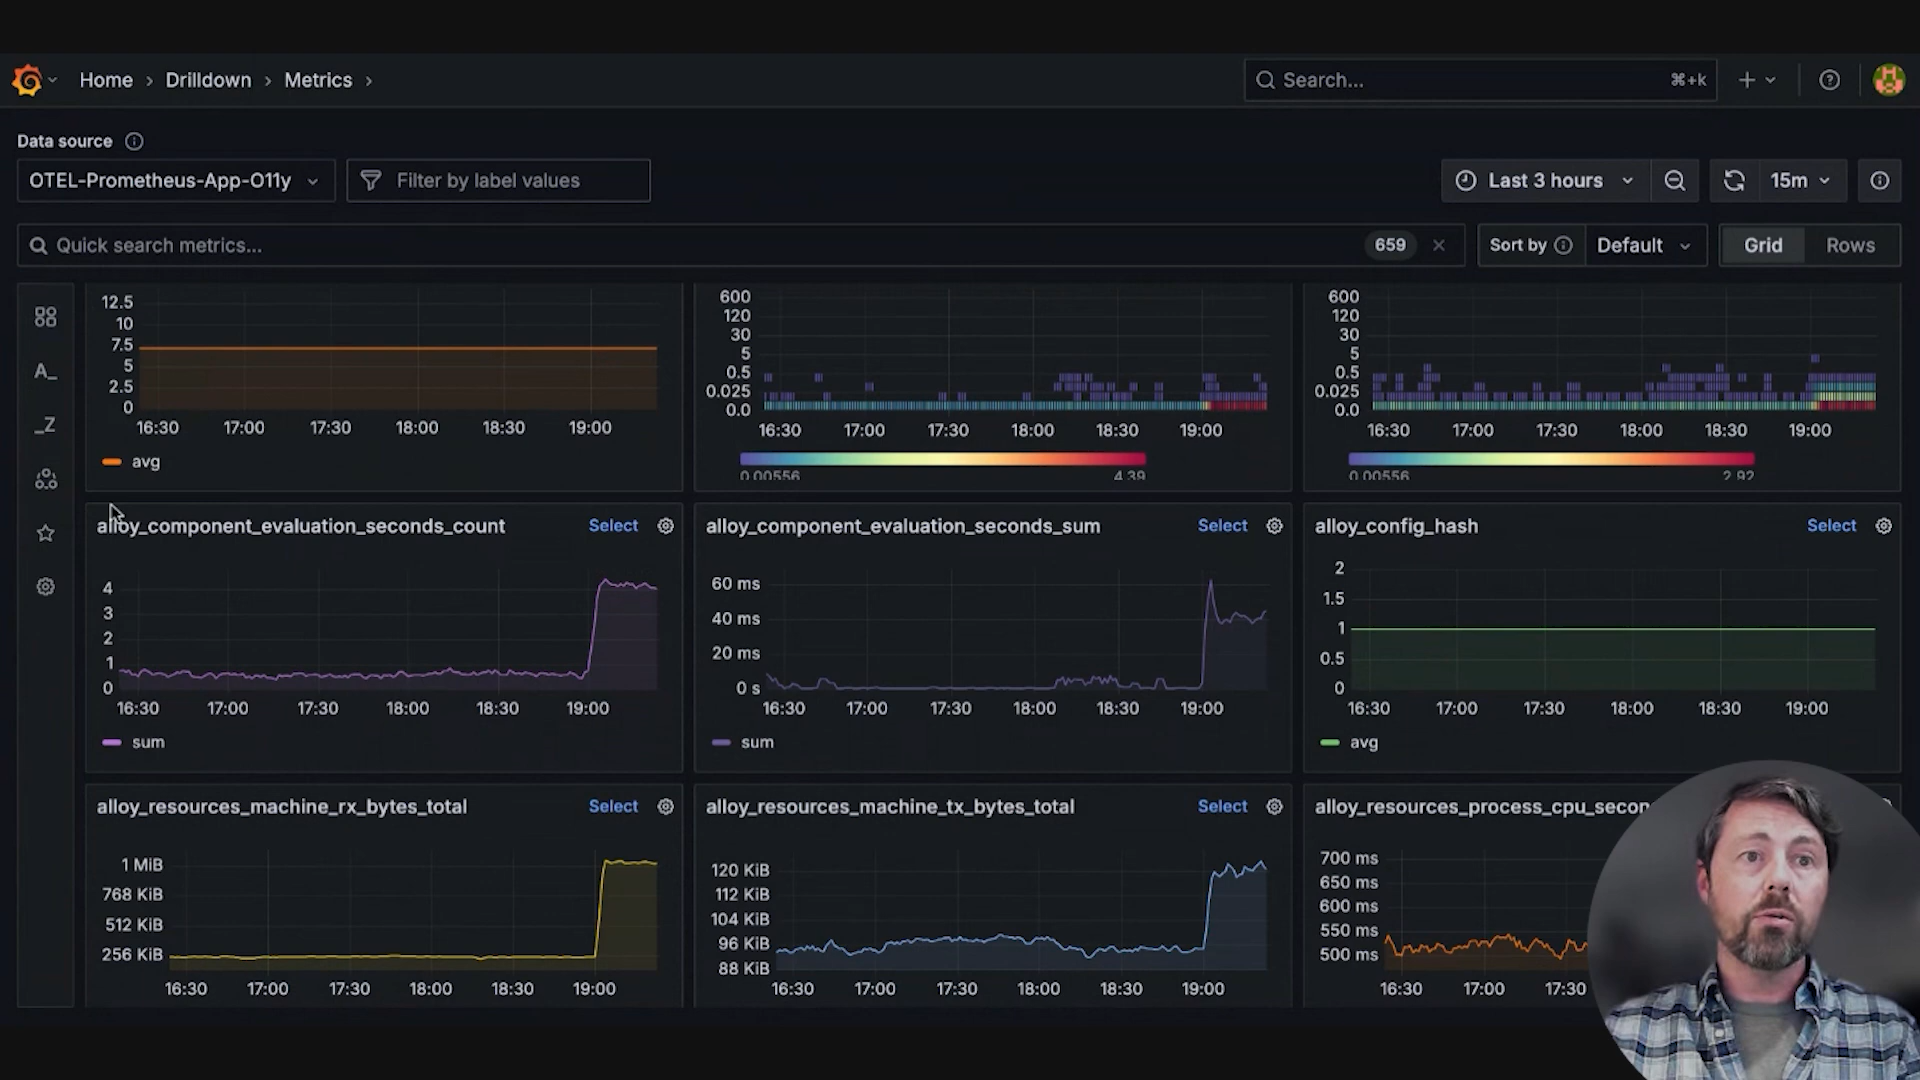 Home › Drilldown › Metrics ›
Search... ⌘+k
Data source
OTEL-Prometheus-App-O11y
Filter by label values
Last 3 hours
15m
Quick search metrics...
659
Sort by
Default
Grid
Rows
A_
_Z
12.5
10
7.5
5
2.5
0
16:30 17:00 17:30 18:00 18:30 19:00
avg
600
120
30
5
0.5
0.025
0.0
16:30 17:00 17:30 18:00 18:30 19:00
0.00556 4.39
600
120
30
5
0.5
0.025
0.0
16:30 17:00 17:30 18:00 18:30 19:00
0.00556 2.92
alloy_component_evaluation_seconds_count Select
4
3
2
1
0
16:30 17:00 17:30 18:00 18:30 19:00
sum
alloy_component_evaluation_seconds_sum Select
60 ms
40 ms
20 ms
0 s
16:30 17:00 17:30 18:00 18:30 19:00
sum
alloy_config_hash Select
2
1.5
1
0.5
0
16:30 17:00 17:30 18:00 18:30 19:00
avg
alloy_resources_machine_rx_bytes_total Select
1 MiB
768 KiB
512 KiB
256 KiB
16:30 17:00 17:30 18:00 18:30 19:00
alloy_resources_machine_tx_bytes_total Select
120 KiB
112 KiB
104 KiB
96 KiB
88 KiB
16:30 17:00 17:30 18:00 18:30 19:00
alloy_resources_process_cpu_secon
700 ms
650 ms
600 ms
550 ms
500 ms
16:30 17:00 17:30